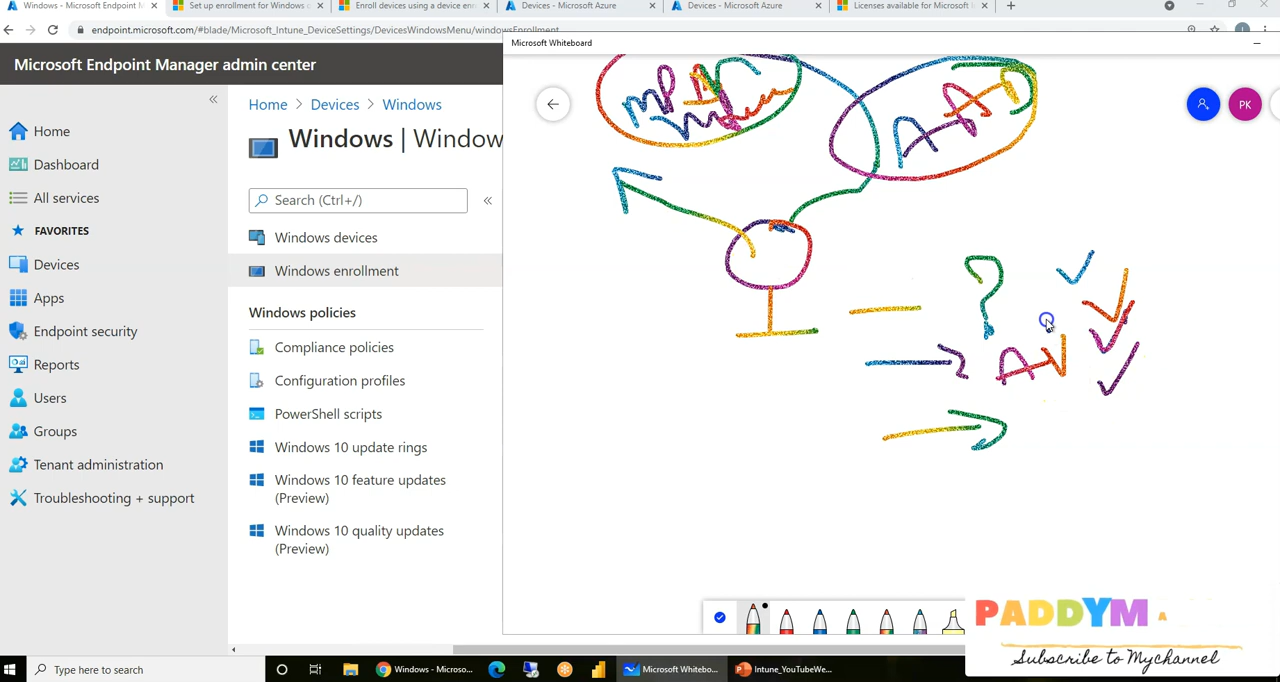 Windows - Microsoft Endpoint M
Set up enrollment for Windows d
Enroll devices using a device enr
Devices - Microsoft Azure
Devices - Microsoft Azure
Licenses available for Microsoft I
endpoint.microsoft.com/#blade/Microsoft_Intune_DeviceSettings/DevicesWindowsMenu/windowsEnrollment
Microsoft Whiteboard
Microsoft Endpoint Manager admin center
Home > Devices > Windows
Windows | Window
Search (Ctrl+/)
Home
Dashboard
All services
FAVORITES
Devices
Apps
Endpoint security
Reports
Users
Groups
Tenant administration
Troubleshooting + support
Windows devices
Windows enrollment
Windows policies
Compliance policies
Configuration profiles
PowerShell scripts
Windows 10 update rings
Windows 10 feature updates
(Preview)
Windows 10 quality updates
(Preview)
AAD
PK
?
AV
PADDYM
Subscribe to Mychannel
Type here to search
Windows - Microso...
Microsoft Whitebo...
Intune_YouTubeWe...